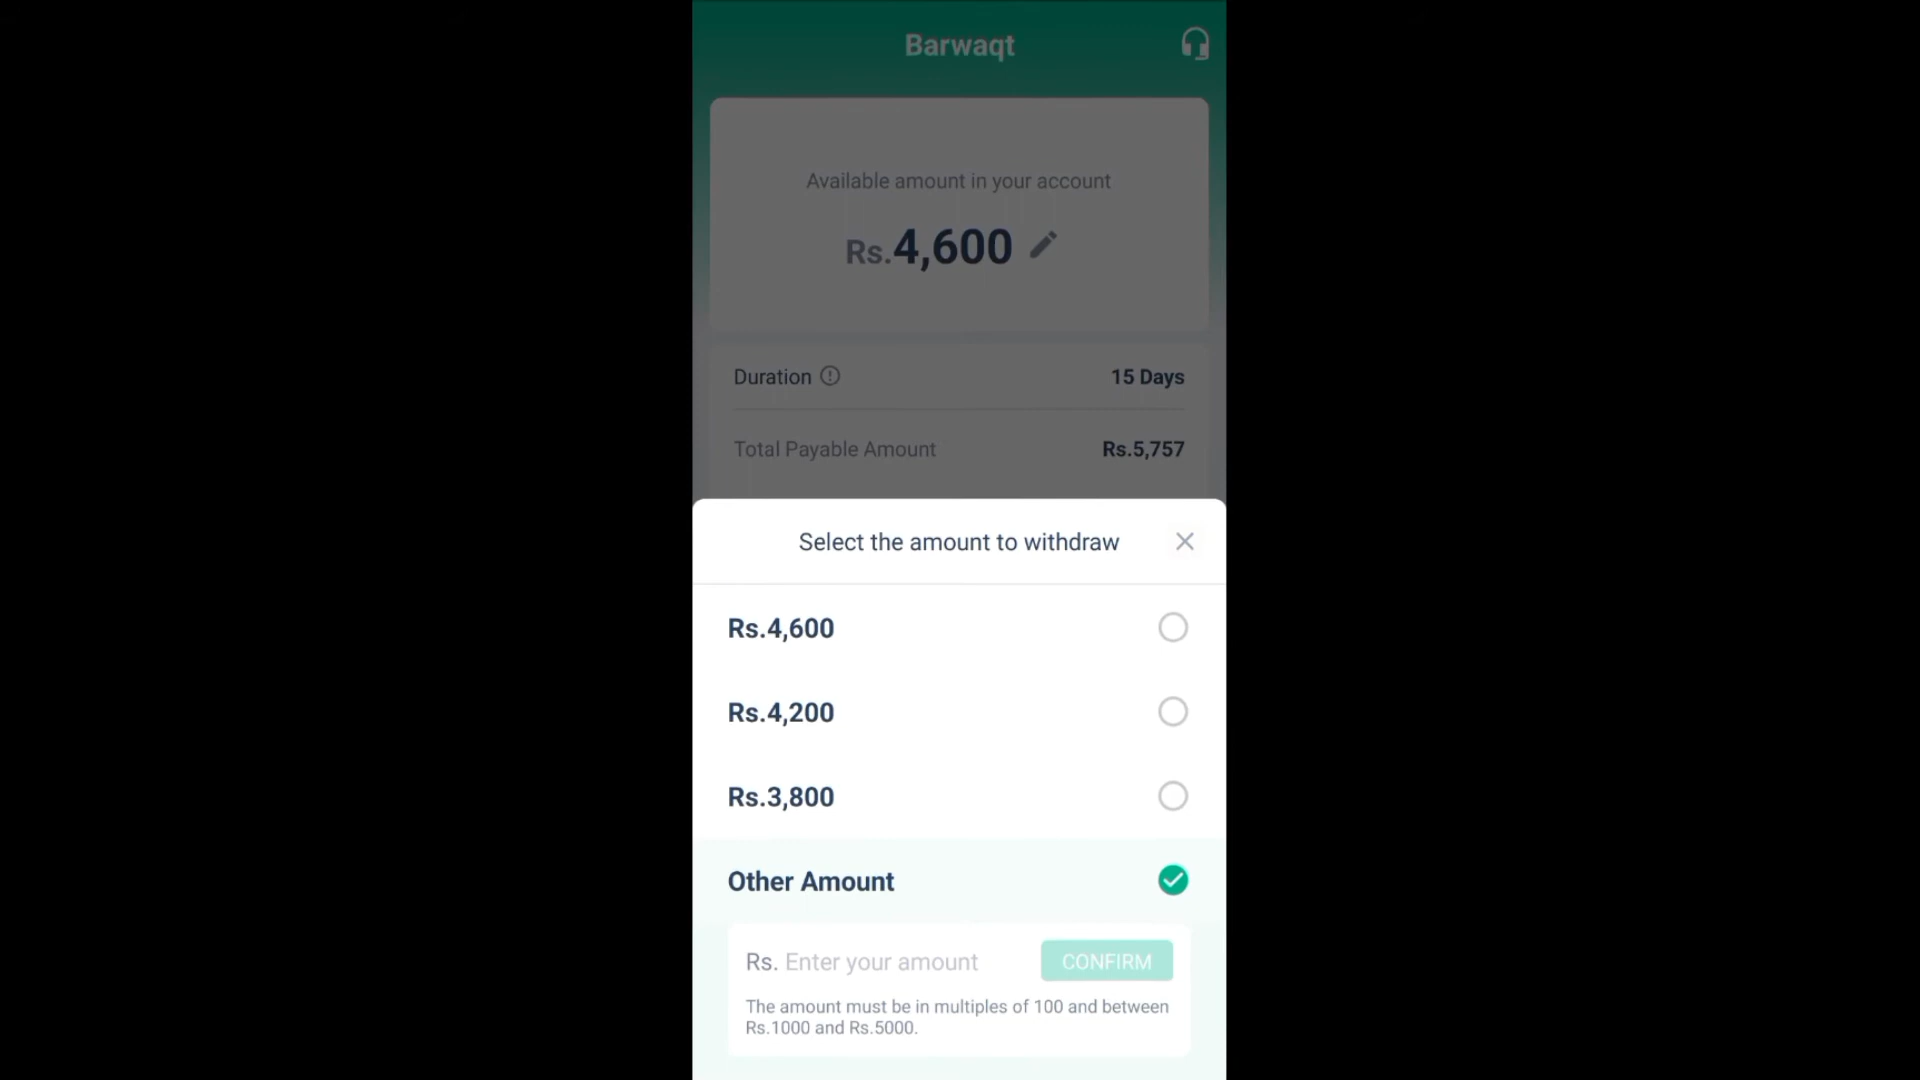 Barwaqt
Available amount in your account
Rs.4,600
Duration
15 Days
Total Payable Amount
Rs.5,757
Select the amount to withdraw
Rs.4,600
Rs.4,200
Rs.3,800
Other Amount
Rs. Enter your amount
CONFIRM
The amount must be in multiples of 100 and between
Rs.1000 and Rs.5000.